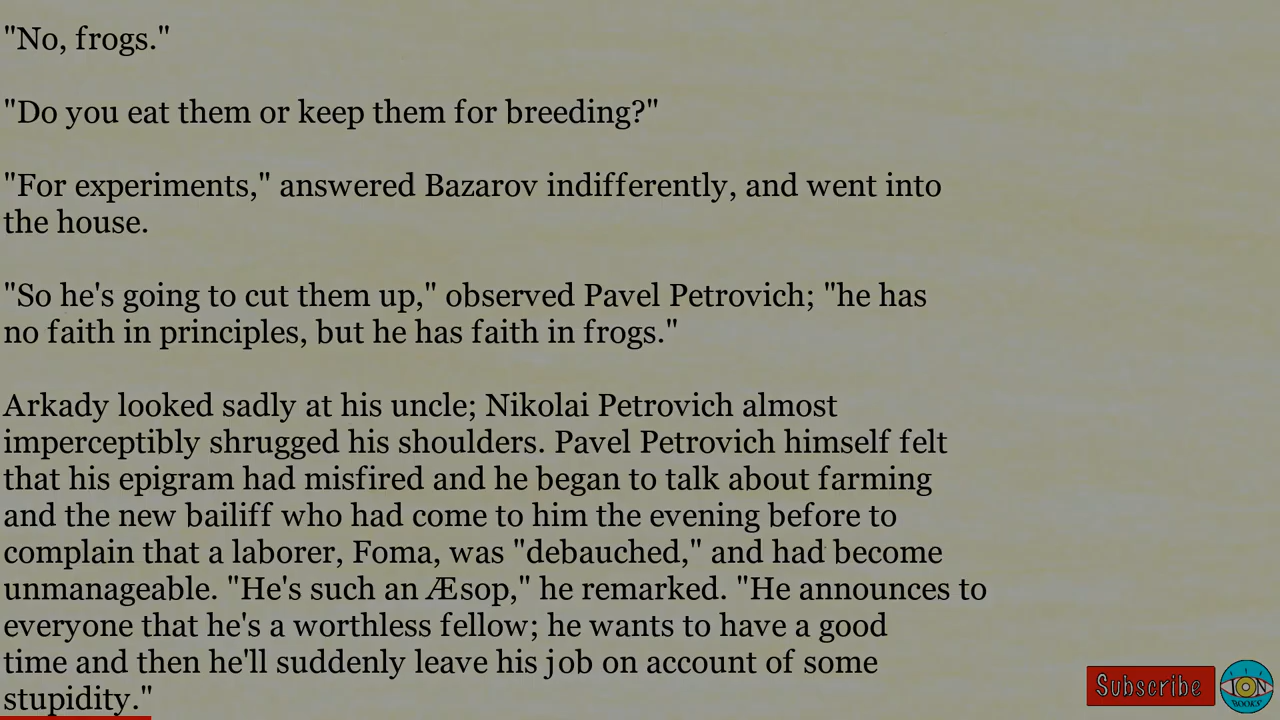 "No, frogs."
"Do you eat them or keep them for breeding?"
"For experiments," answered Bazarov indifferently, and went into
the house.
"So he's going to cut them up," observed Pavel Petrovich; "he has
no faith in principles, but he has faith in frogs."
Arkady looked sadly at his uncle; Nikolai Petrovich almost
imperceptibly shrugged his shoulders. Pavel Petrovich himself felt
that his epigram had misfired and he began to talk about farming
and the new bailiff who had come to him the evening before to
complain that a laborer, Foma, was "debauched," and had become
unmanageable. "He's such an Æsop," he remarked. "He announces to
everyone that he's a worthless fellow; he wants to have a good
time and then he'll suddenly leave his job on account of some
stupidity."
Subscribe
ION
BOOKS